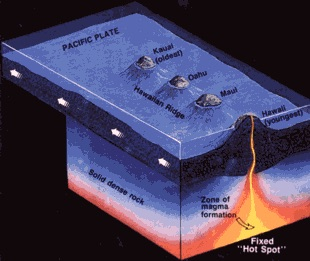 PACIFIC PLATE
Kauai
(oldest)
Oahu
Maui
Hawaiian Ridge
Hawaii
(youngest)
Solid dense rock
Zone of
magma
formation
Fixed
"Hot Spot"